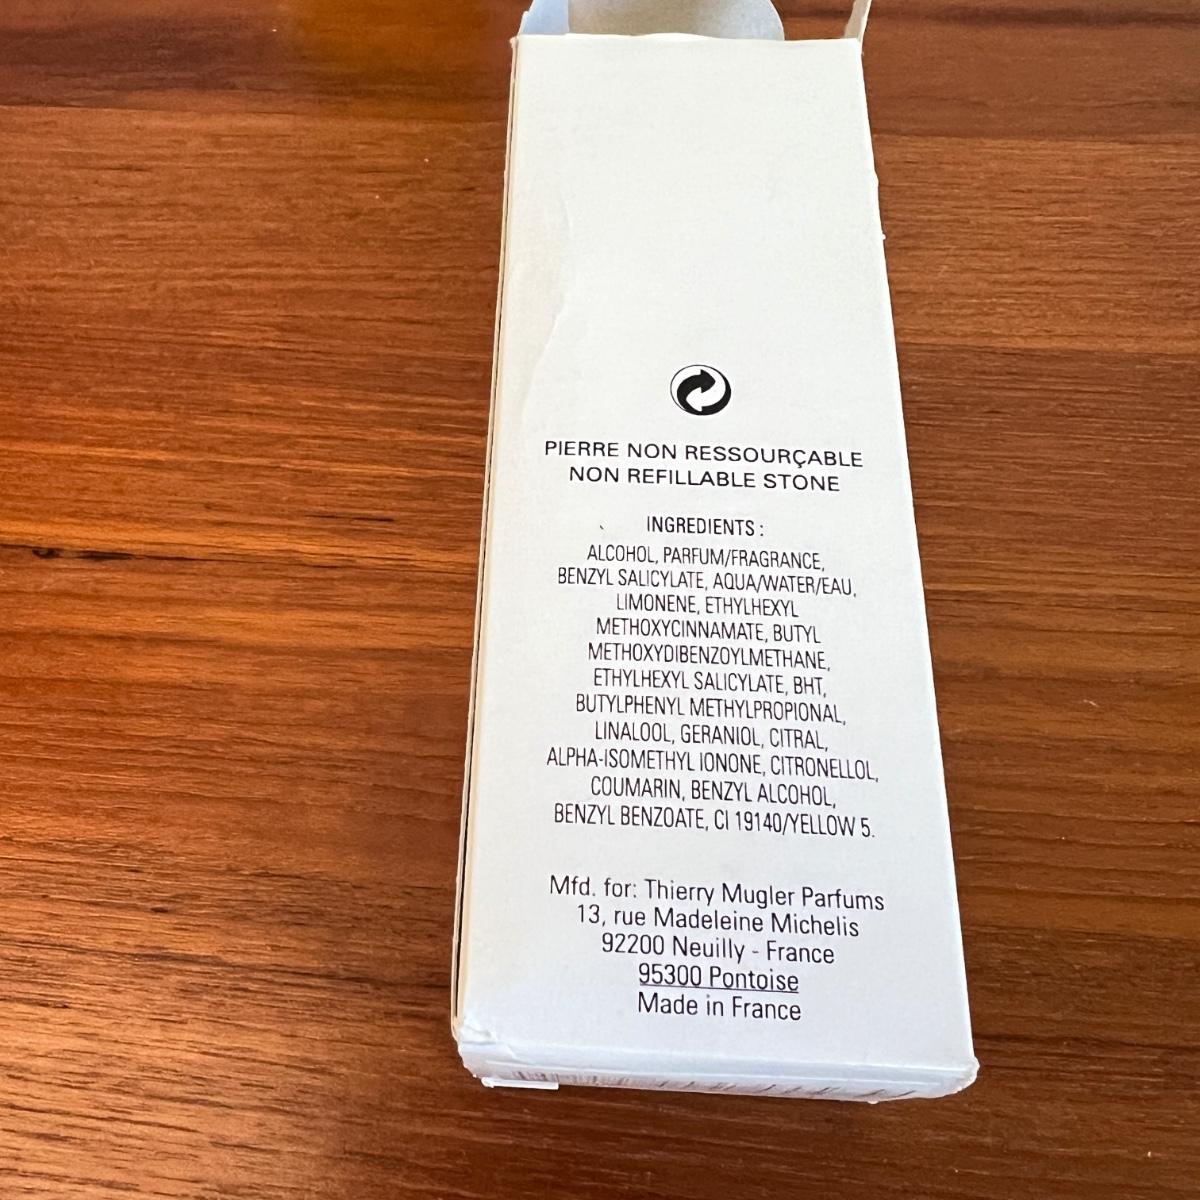 PIERRE NON RESSOURÇABLE
NON REFILLABLE STONE
INGREDIENTS :
ALCOHOL, PARFUM/FRAGRANCE,
BENZYL SALICYLATE, AQUA/WATER/EAU,
LIMONENE, ETHYLHEXYL
METHOXYCINNAMATE, BUTYL
METHOXYDIBENZOYLMETHANE,
ETHYLHEXYL SALICYLATE, BHT,
BUTYLPHENYL METHYLPROPIONAL,
LINALOOL, GERANIOL, CITRAL,
ALPHA-ISOMETHYL IONONE, CITRONELLOL,
COUMARIN, BENZYL ALCOHOL,
BENZYL BENZOATE, CI 19140/YELLOW 5.
Mfd. for: Thierry Mugler Parfums
13, rue Madeleine Michelis
92200 Neuilly - France
95300 Pontoise
Made in France